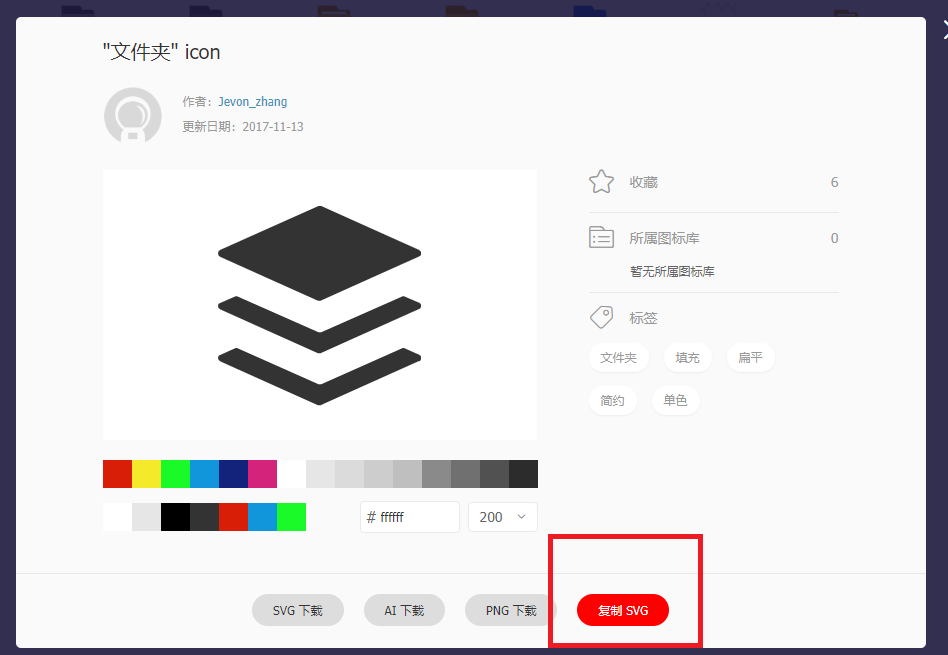 "文件夹" icon
作者：Jevon_zhang
更新日期：2017-11-13
收藏 6
所属图标库 0
暂无所属图标库
标签
文件夹 填充 扁平
简约 单色
# ffffff 200
SVG 下载 AI 下载 PNG 下载 复制 SVG